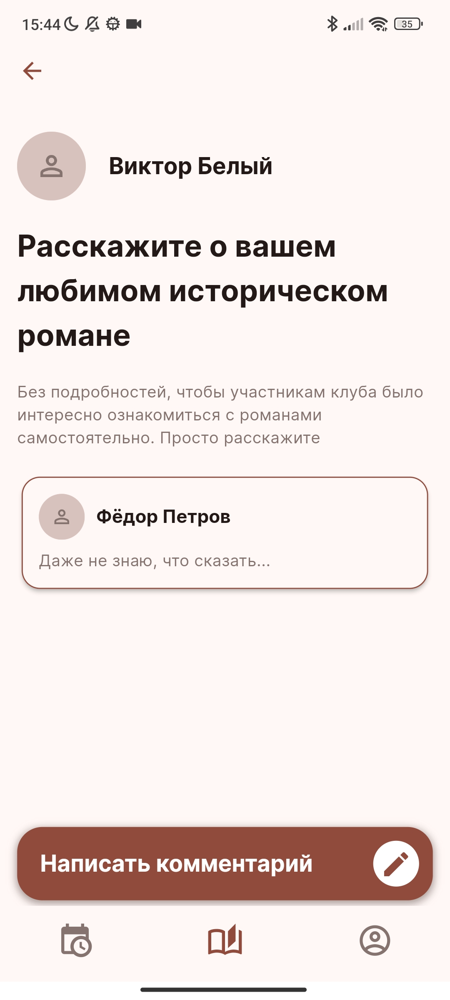 15:44
35
Виктор Белый
Расскажите о вашем
любимом историческом
романе
Без подробностей, чтобы участникам клуба было
интересно ознакомиться с романами
самостоятельно. Просто расскажите
Фёдор Петров
Даже не знаю, что сказать...
Написать комментарий